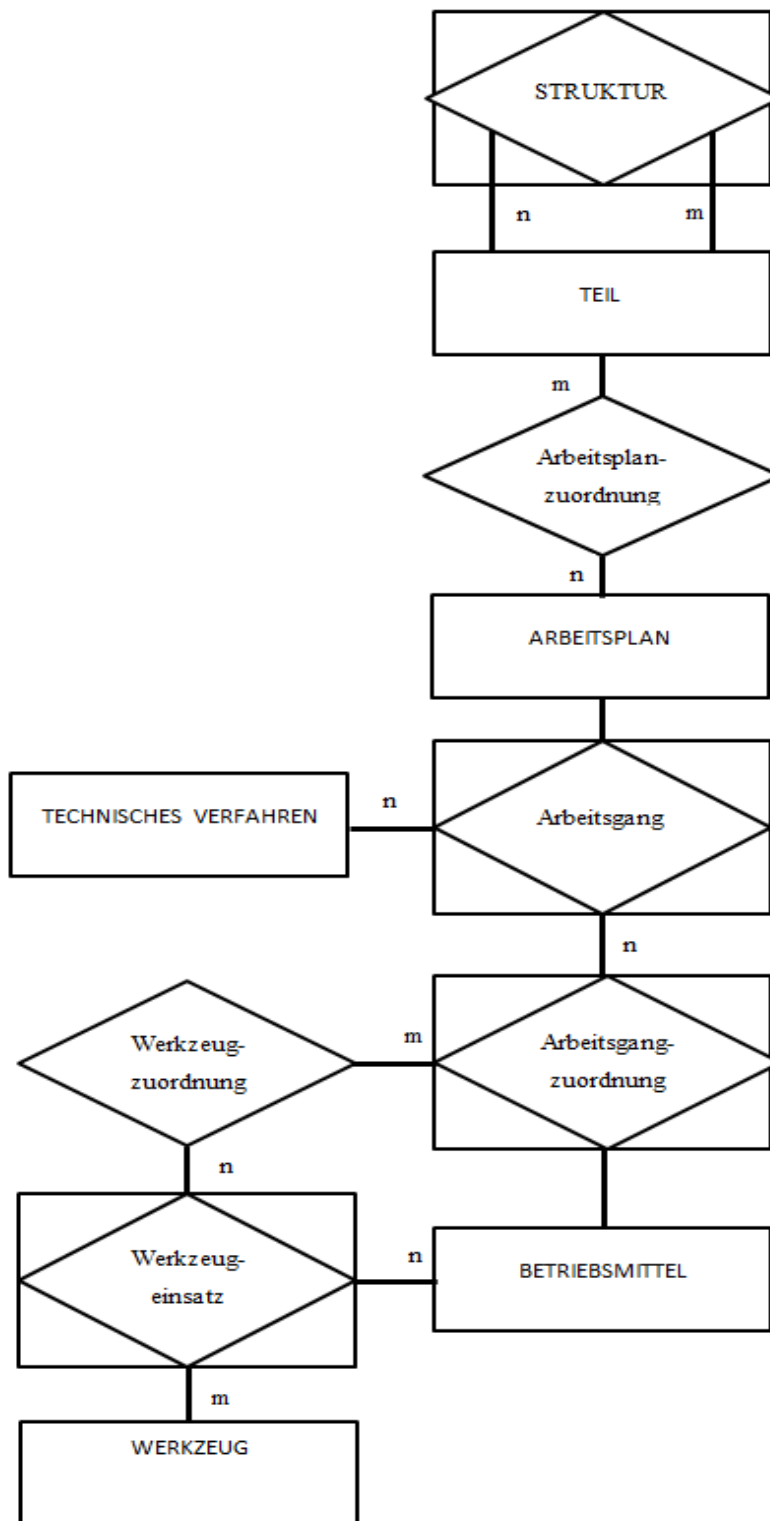 STRUKTUR
n
m
TEIL
m
Arbeitsplan-
zuordnung
n
ARBEITSPLAN
TECHNISCHES VERFAHREN
n
Arbeitsgang
n
Werkzeug-
zuordnung
m
Arbeitsgang-
zuordnung
n
Werkzeug-
einsatz
n
BETRIEBSMITTEL
m
WERKZEUG